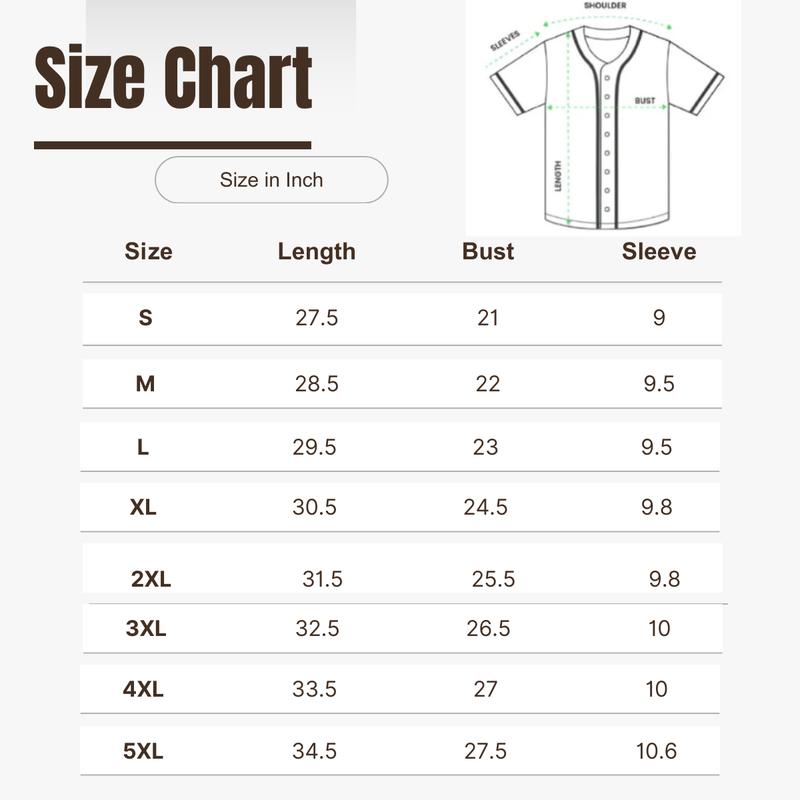 SHOULDER
SLEEVES
Size Chart
BUST
LENGTH
Size in Inch
Size Length Bust Sleeve
S 27.5 21 9
M 28.5 22 9.5
L 29.5 23 9.5
XL 30.5 24.5 9.8
2XL 31.5 25.5 9.8
3XL 32.5 26.5 10
4XL 33.5 27 10
5XL 34.5 27.5 10.6